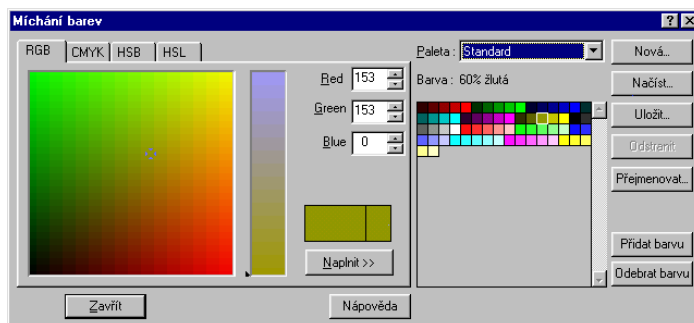 Míchání barev
RGB CMYK HSB HSL
Red 153
Green 153
Blue 0
Naplnit >>
Zavřít
Nápověda
Paleta : Standard
Barva : 60% žlutá
Nová...
Načíst...
Uložit...
Odstranit
Přejmenovat...
Přidat barvu
Odebrat barvu